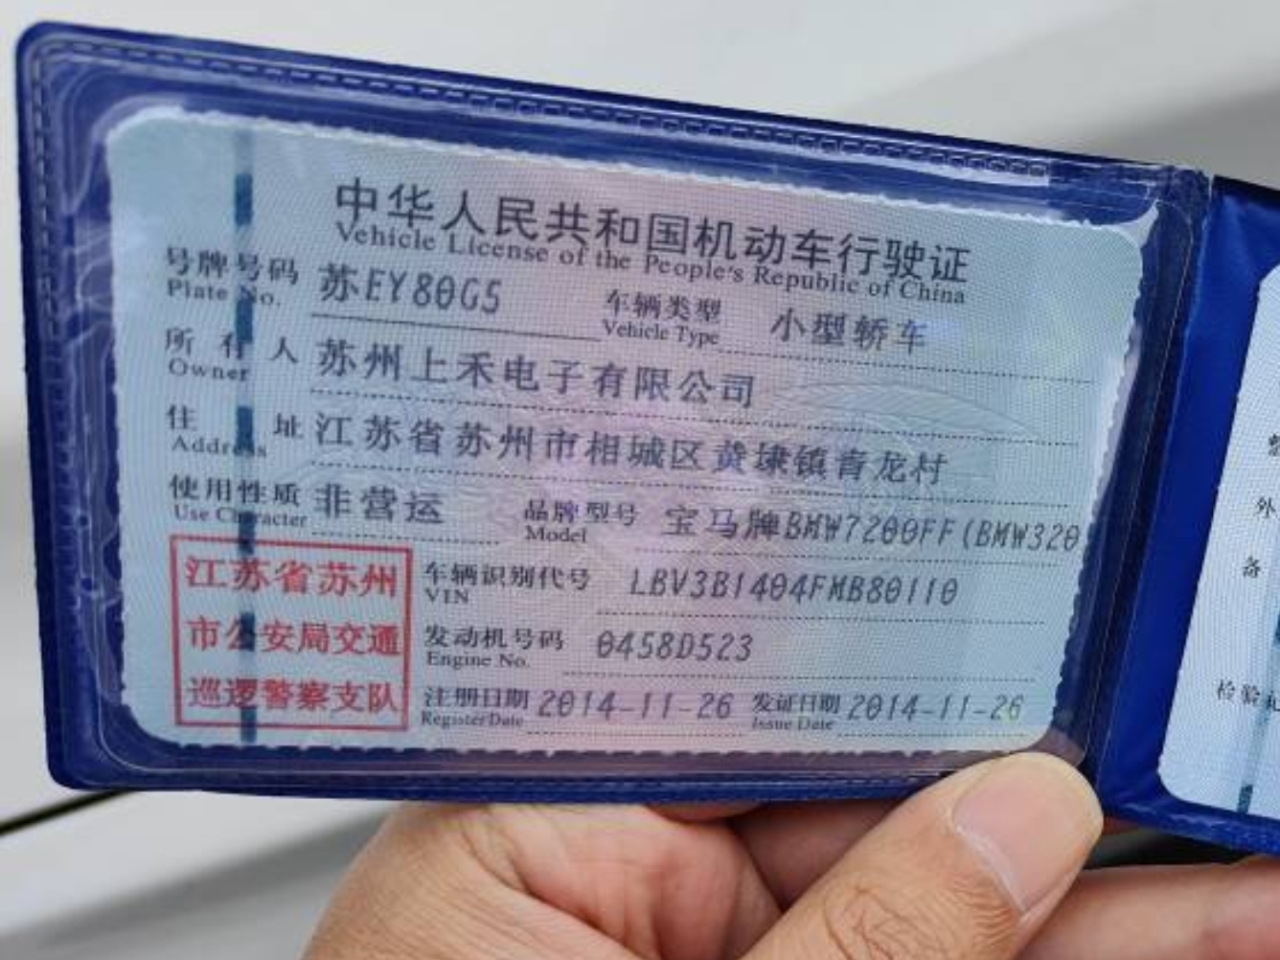 中华人民共和国机动车行驶证
Vehicle License of the People's Republic of China
号牌号码 苏EY80G5 车辆类型 小型轿车
Plate No. Vehicle Type
所有人 苏州上禾电子有限公司
Owner
住址 江苏省苏州市相城区黄埭镇青龙村
Address
使用性质 非营运 品牌型号 宝马牌BMW7200FF(BMW320
Use Character Model
江苏省苏州
市公安局交通
巡逻警察支队
车辆识别代号 LBV3B1404FMB80110
VIN
发动机号码 0458D523
Engine No.
注册日期 2014-11-26 发证日期 2014-11-26
Register Date Issue Date
外
备
检验记